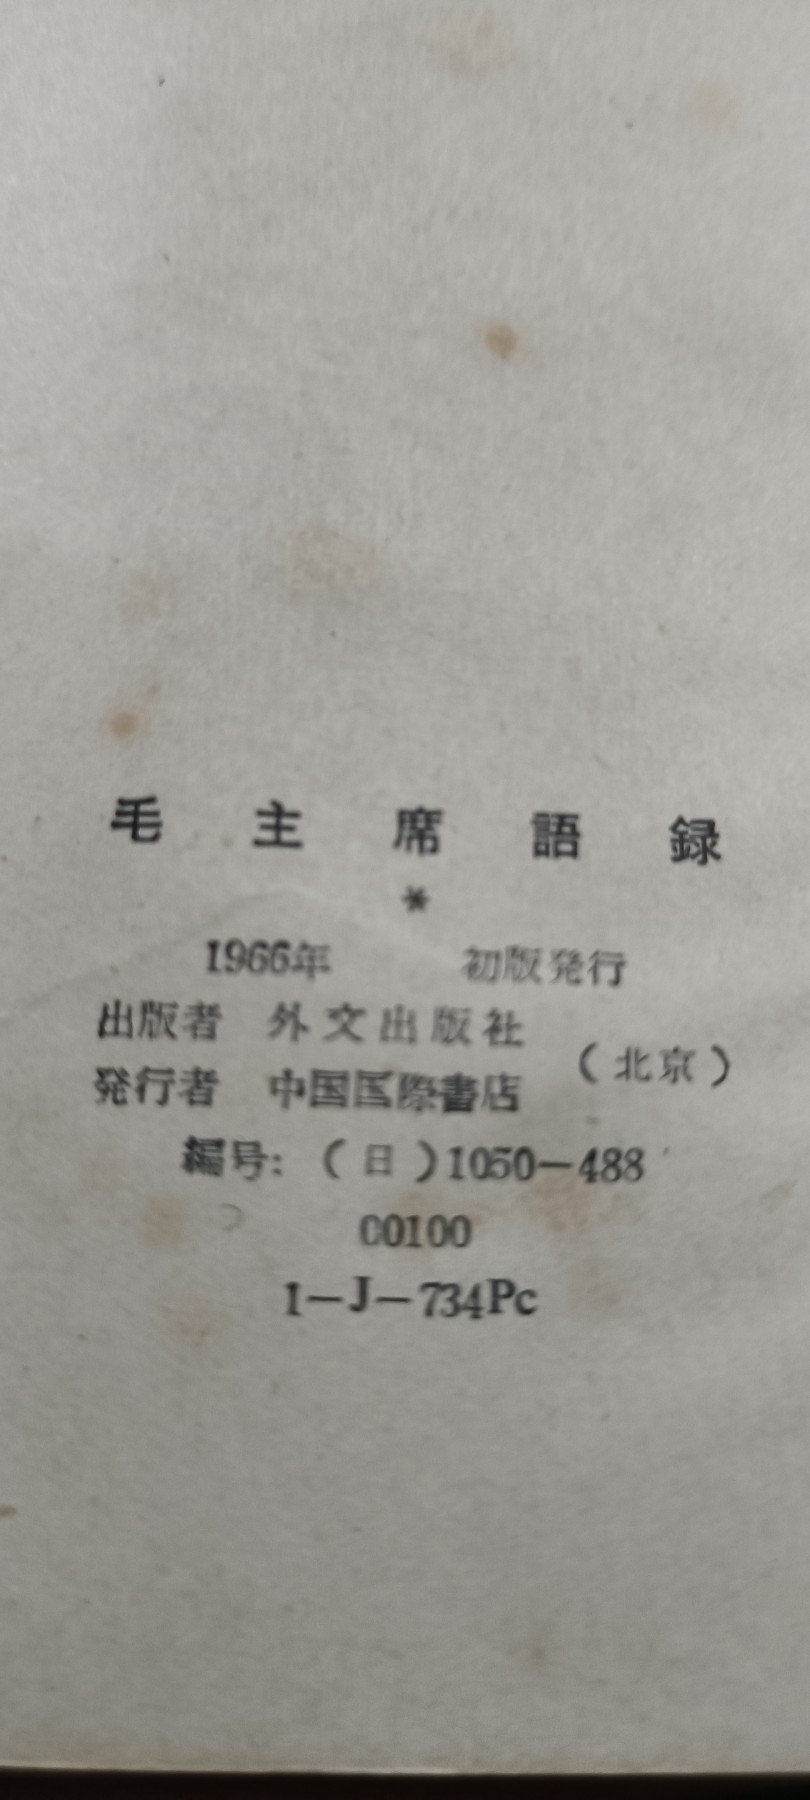 毛主席語録
*
1966年 初版発行
出版者 外文出版社
発行者 中国国際書店
(北京)
編号: (日)1050-488
00100
1-J-734Pc